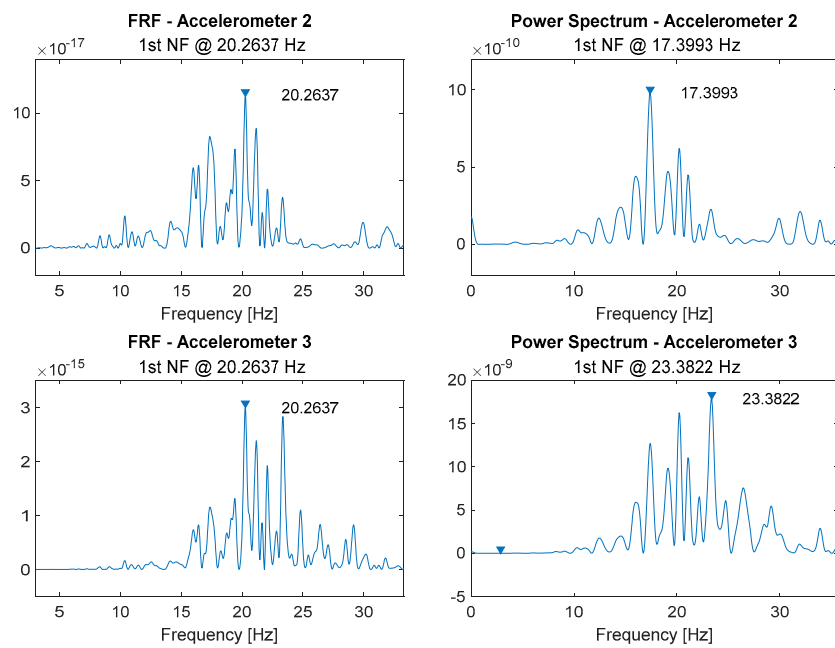 FRF - Accelerometer 2
1st NF @ 20.2637 Hz
×10-17
20.2637
10
5
0
5 10 15 20 25 30
Frequency [Hz]
Power Spectrum - Accelerometer 2
1st NF @ 17.3993 Hz
×10-10
17.3993
10
5
0
0 10 20 30
Frequency [Hz]
FRF - Accelerometer 3
1st NF @ 20.2637 Hz
×10-15
20.2637
3
2
1
0
5 10 15 20 25 30
Frequency [Hz]
Power Spectrum - Accelerometer 3
1st NF @ 23.3822 Hz
×10-9
20
23.3822
15
10
5
0
-5
0 10 20 30
Frequency [Hz]